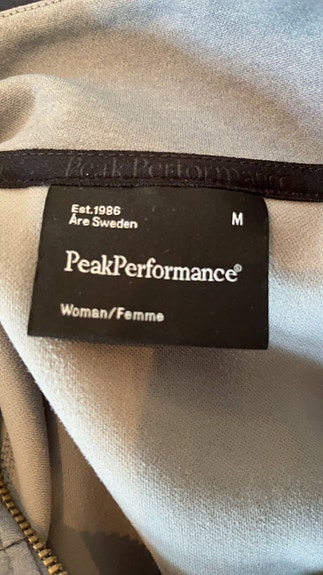 Peak Performance
Est.1986
Åre Sweden
M
PeakPerformance®
Woman/Femme